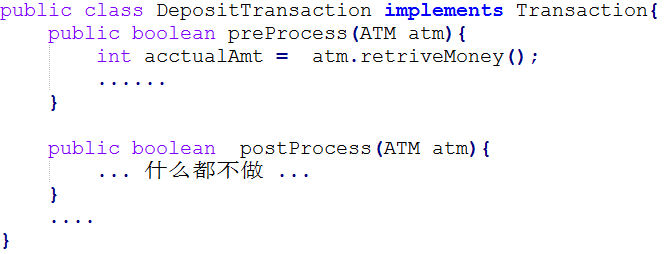 public class DepositTransaction implements Transaction{
    public boolean preProcess(ATM atm){
        int acctualAmt =  atm.retriveMoney();
        ......
    }

    public boolean  postProcess(ATM atm){
        ... 什么都不做 ...
    }
    ....
}